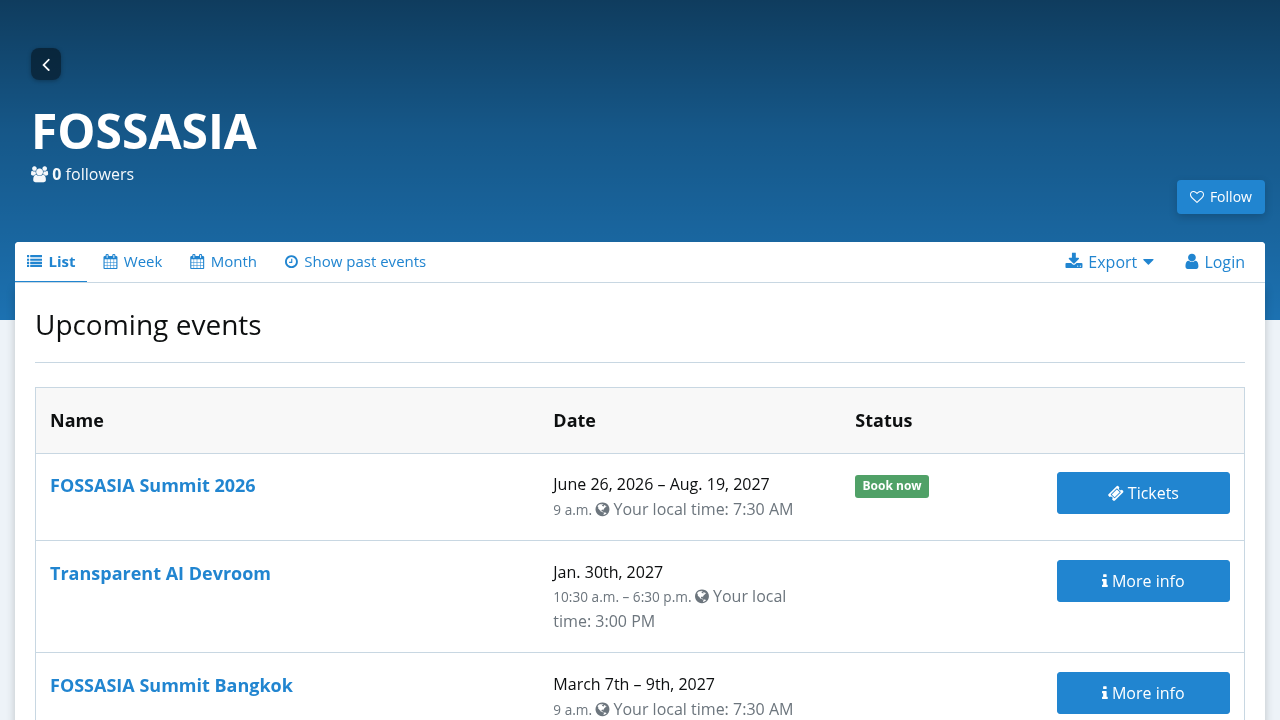 FOSSASIA
0 followers
Follow
List Week Month Show past events Export Login
Upcoming events
Name Date Status
FOSSASIA Summit 2026 June 26, 2026 – Aug. 19, 2027 Book now Tickets
9 a.m. Your local time: 7:30 AM
Transparent AI Devroom Jan. 30th, 2027 More info
10:30 a.m. – 6:30 p.m. Your local
time: 3:00 PM
FOSSASIA Summit Bangkok March 7th – 9th, 2027 More info
9 a.m. Your local time: 7:30 AM